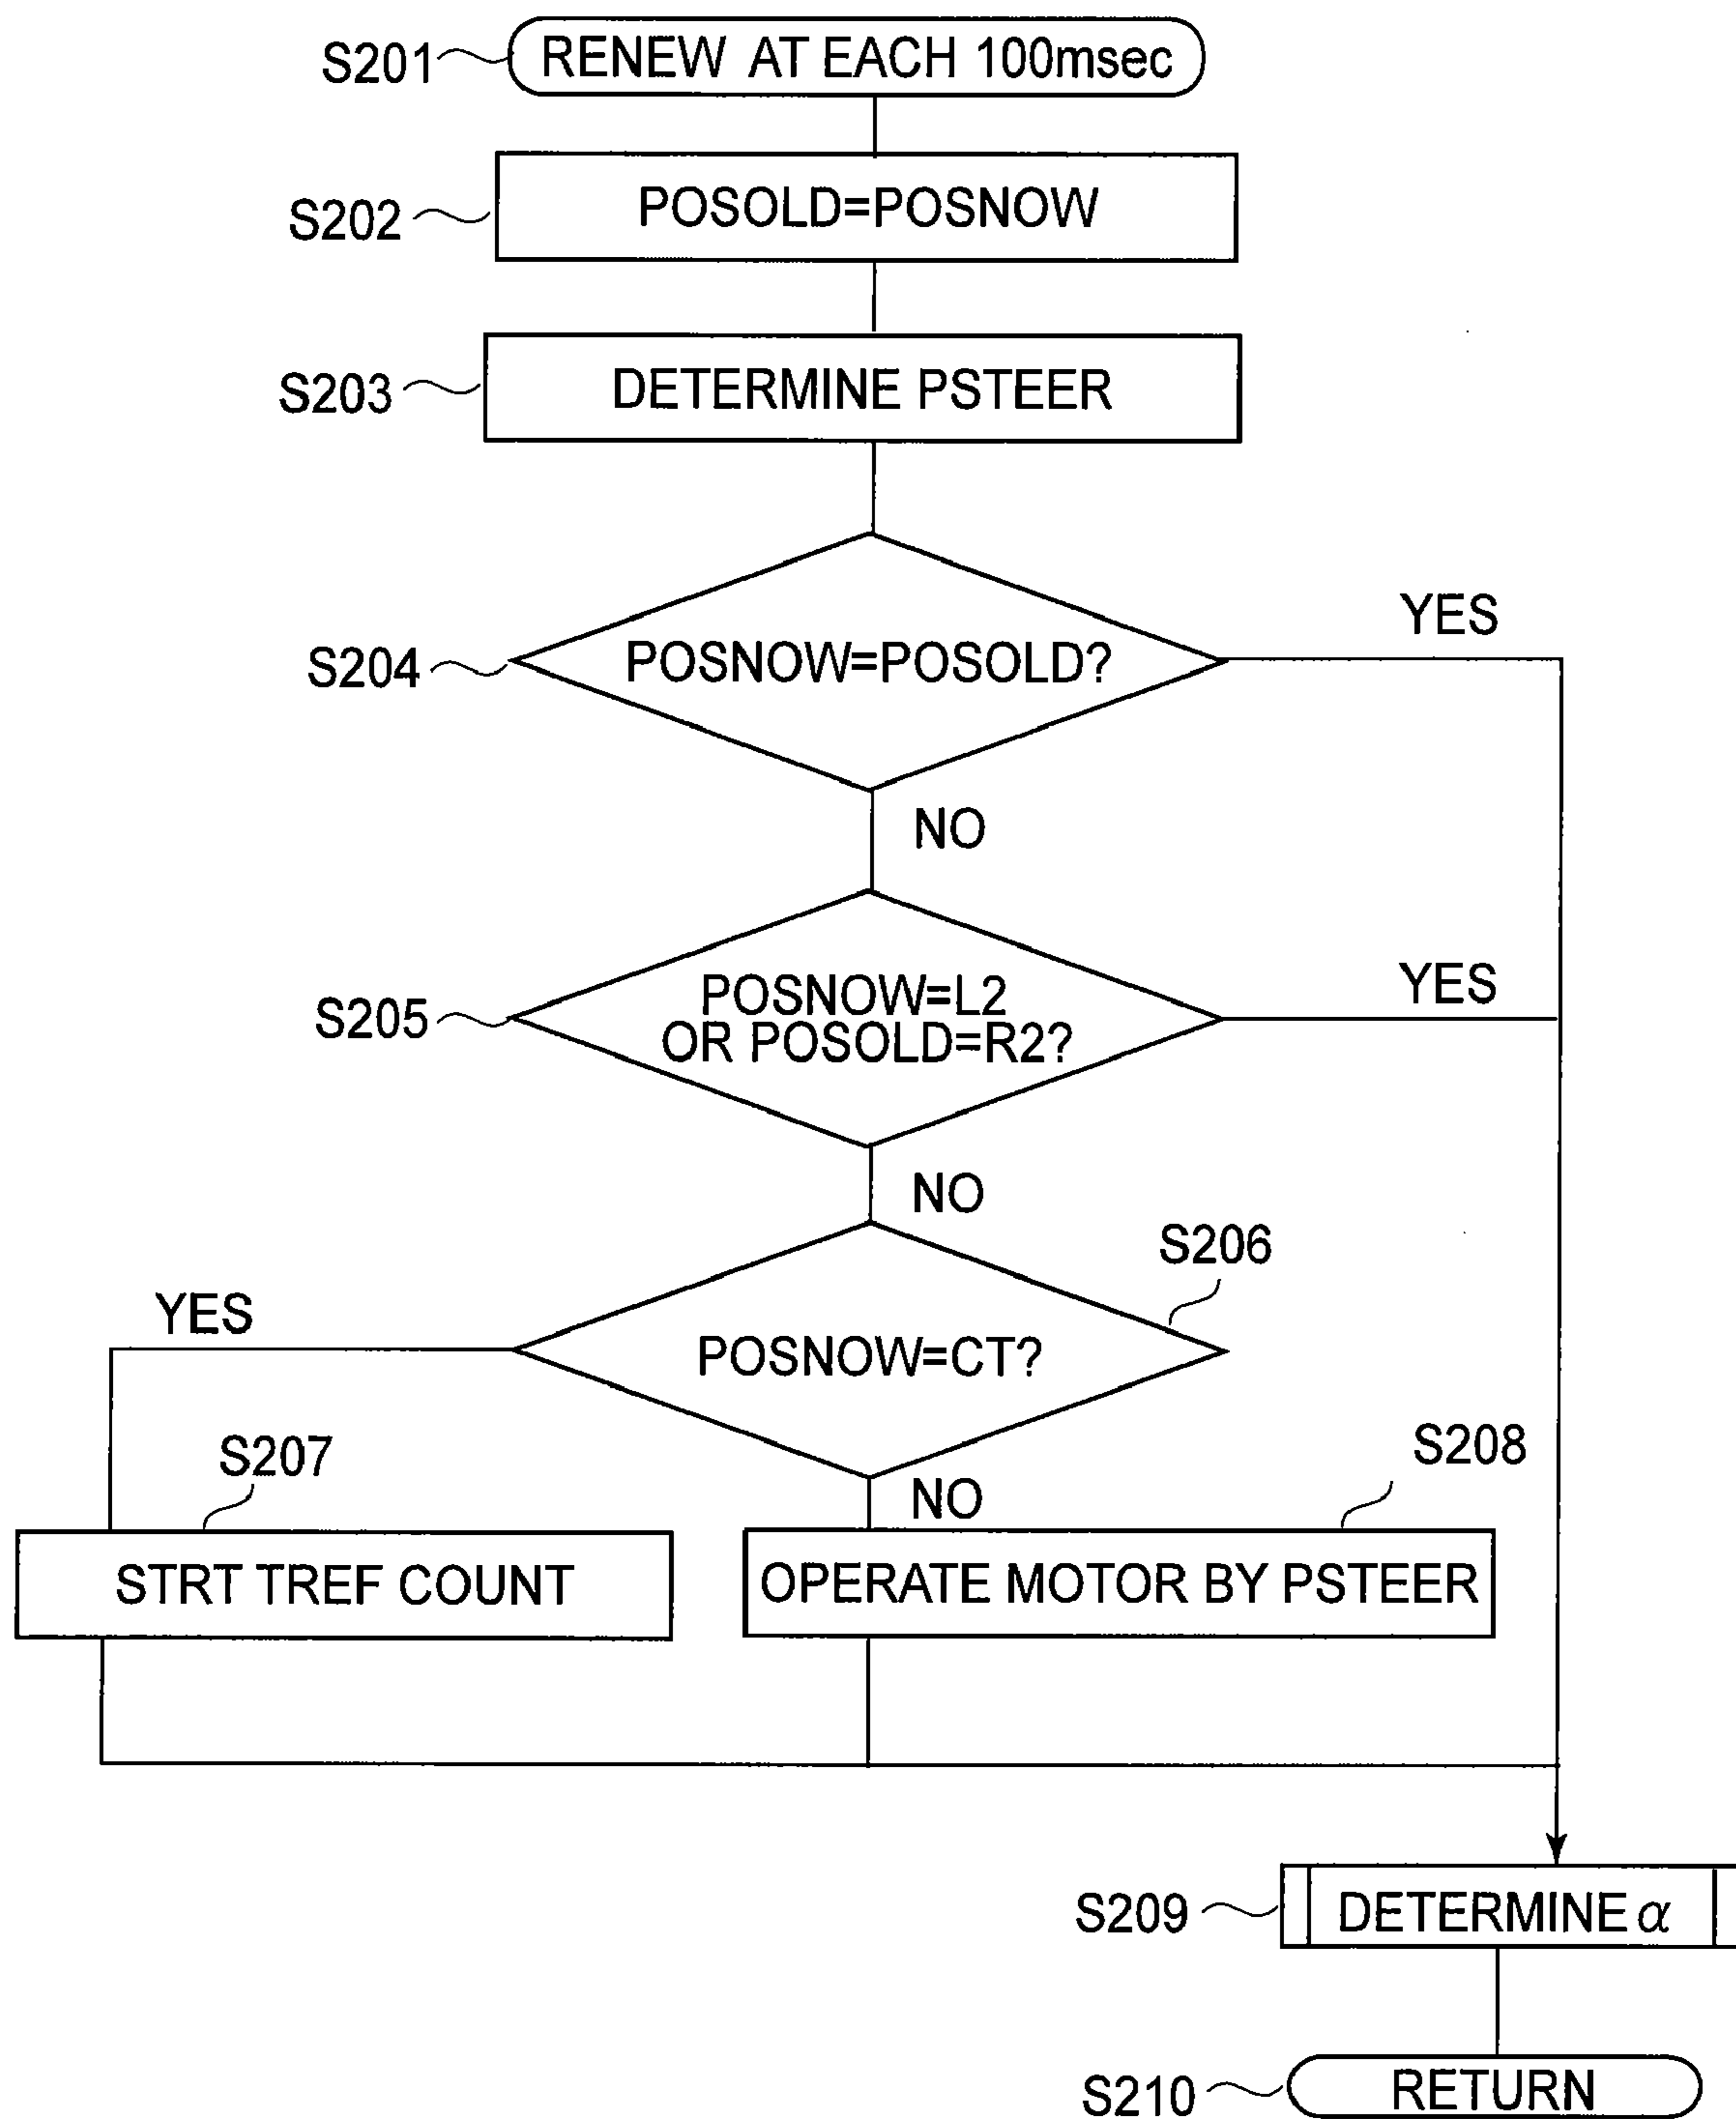 S201
RENEW AT EACH 100msec
S202
POSOLD=POSNOW
S203
DETERMINE PSTEER
S204
POSNOW=POSOLD?
YES
NO
S205
POSNOW=L2
OR POSOLD=R2?
YES
NO
S206
POSNOW=CT?
YES
NO
S207
STRT TREF COUNT
S208
OPERATE MOTOR BY PSTEER
S209
DETERMINE α
S210
RETURN